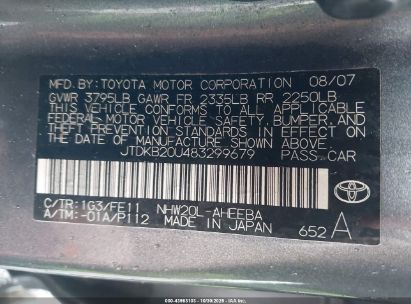 MFD. BY: TOYOTA MOTOR CORPORATION 08/07
GVWR 3795LB GAWR FR 2335LB RR 2250LB
THIS VEHICLE CONFORMS TO ALL APPLICABLE
FEDERAL MOTOR VEHICLE SAFETY, BUMPER,
AND THEFT PREVENTION STANDARDS IN EFFECT ON
THE DATE OF MANUFACTURE SHOWN ABOVE.
JTDKB20U483299679 PASS.CAR
C/TR: 1G3/FE11 NHW20L-AHEEBA
A/TM: -01A/P112 MADE IN JAPAN 652A
TOYOTA